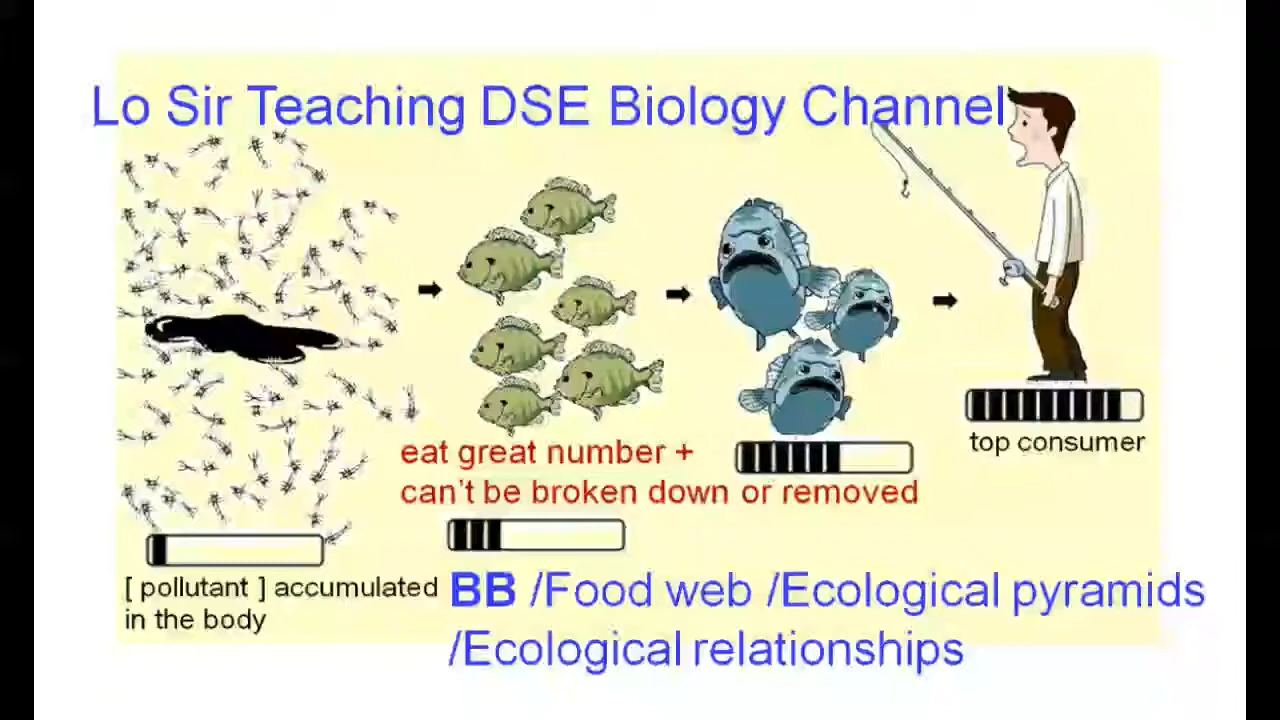 Lo Sir Teaching DSE Biology Channel
eat great number +
can't be broken down or removed
top consumer
[ pollutant ] accumulated
in the body
BB /Food web /Ecological pyramids
/Ecological relationships